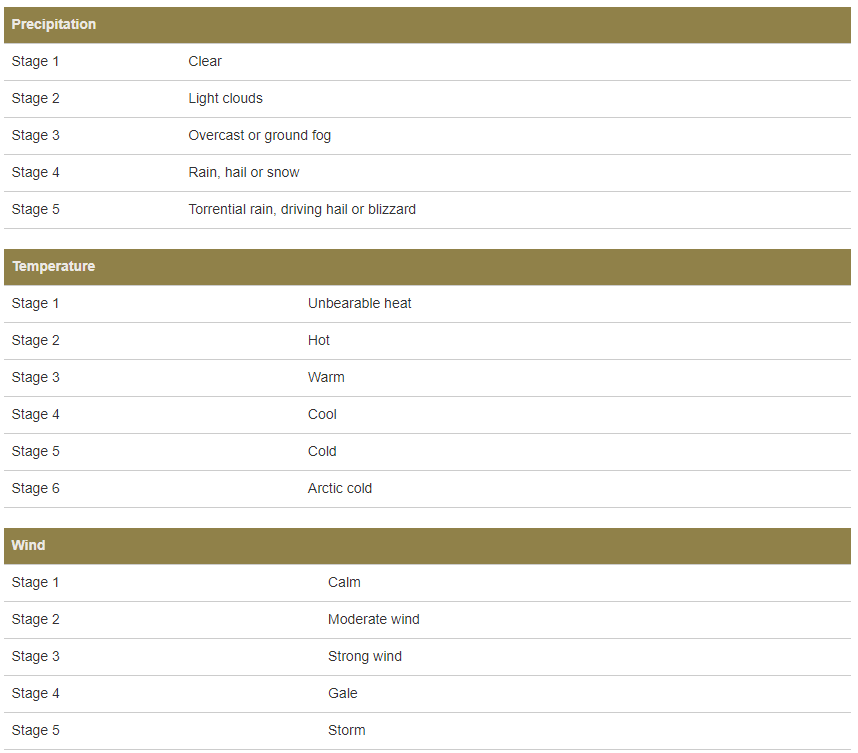 Precipitation
Stage 1 Clear
Stage 2 Light clouds
Stage 3 Overcast or ground fog
Stage 4 Rain, hail or snow
Stage 5 Torrential rain, driving hail or blizzard
Temperature
Stage 1 Unbearable heat
Stage 2 Hot
Stage 3 Warm
Stage 4 Cool
Stage 5 Cold
Stage 6 Arctic cold
Wind
Stage 1 Calm
Stage 2 Moderate wind
Stage 3 Strong wind
Stage 4 Gale
Stage 5 Storm